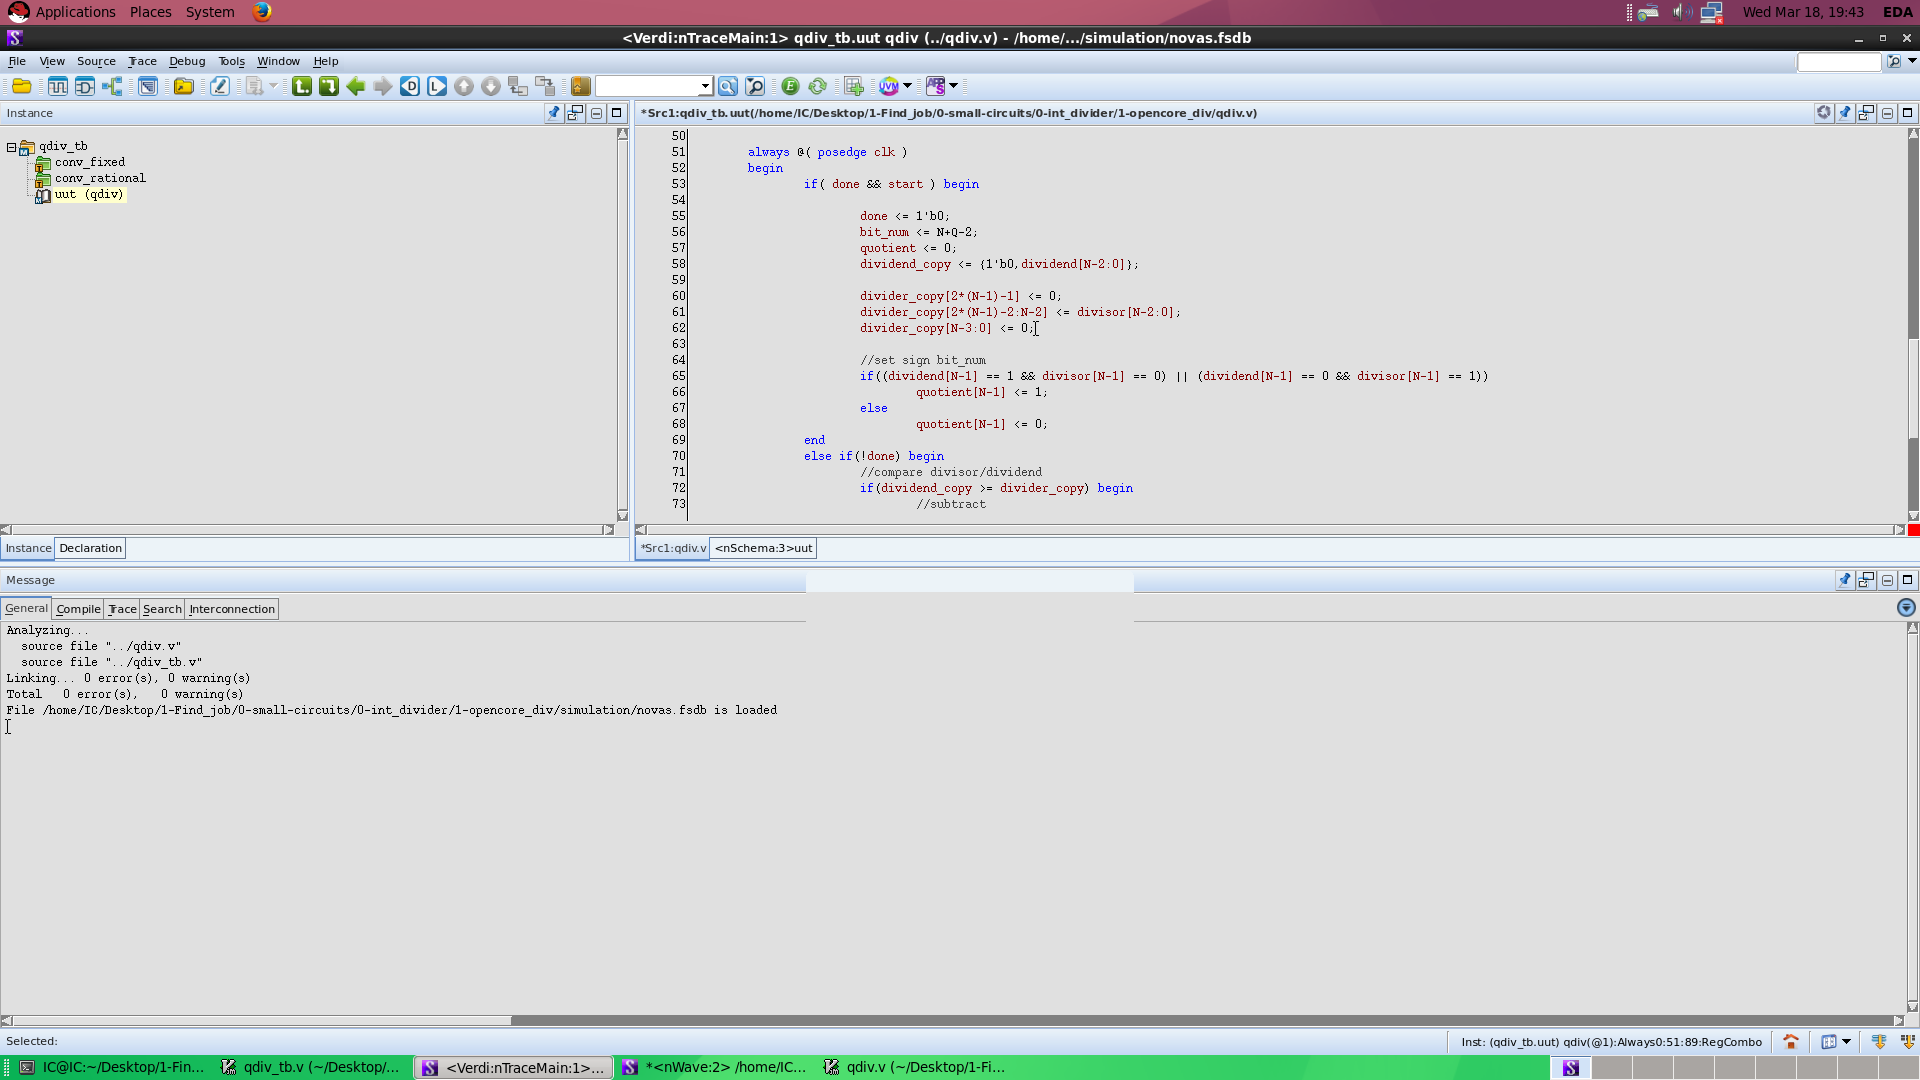 Applications Places System Wed Mar 18, 19:43 EDA
<Verdi:nTraceMain:1> qdiv_tb.uut qdiv (../qdiv.v) - /home/.../simulation/novas.fsdb
File View Source Trace Debug Tools Window Help
Instance
*Src1:qdiv_tb.uut(/home/IC/Desktop/1-Find_job/0-small-circuits/0-int_divider/1-opencore_div/qdiv.v)
qdiv_tb
conv_fixed
conv_rational
uut (qdiv)
50
51 always @( posedge clk )
52 begin
53 if( done && start ) begin
54
55 done <= 1'b0;
56 bit_num <= N+Q-2;
57 quotient <= 0;
58 dividend_copy <= {1'b0,dividend[N-2:0]};
59
60 divider_copy[2*(N-1)-1] <= 0;
61 divider_copy[2*(N-1)-2:N-2] <= divisor[N-2:0];
62 divider_copy[N-3:0] <= 0;
63
64 //set sign bit_num
65 if((dividend[N-1] == 1 && divisor[N-1] == 0) || (dividend[N-1] == 0 && divisor[N-1] == 1))
66 quotient[N-1] <= 1;
67 else
68 quotient[N-1] <= 0;
69 end
70 else if(!done) begin
71 //compare divisor/dividend
72 if(dividend_copy >= divider_copy) begin
73 //subtract
Instance Declaration
*Src1:qdiv.v <nSchema:3>uut
Message
General Compile Trace Search Interconnection
Analyzing...
source file "../qdiv.v"
source file "../qdiv_tb.v"
Linking... 0 error(s), 0 warning(s)
Total 0 error(s), 0 warning(s)
File /home/IC/Desktop/1-Find_job/0-small-circuits/0-int_divider/1-opencore_div/simulation/novas.fsdb is loaded
Selected:
Inst: (qdiv_tb.uut) qdiv(@1):Always0:51:89:RegCombo
IC@IC:~/Desktop/1-Fin... qdiv_tb.v (~/Desktop/... <Verdi:nTraceMain:1>... *<nWave:2> /home/IC... qdiv.v (~/Desktop/1-Fi...